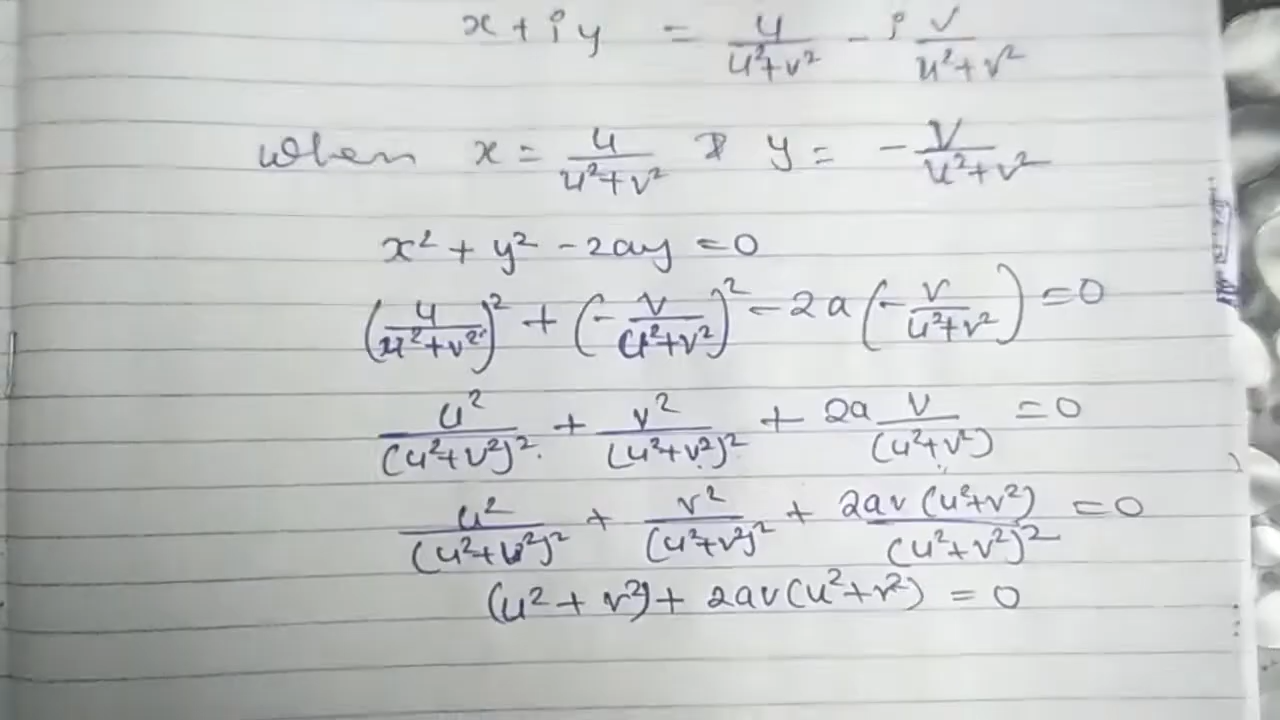 x + iy = u/(u²+v²) - i v/(u²+v²)
when x = u/(u²+v²) & y = - v/(u²+v²)
x² + y² - 2ay = 0
(u/(u²+v²))² + (- v/(u²+v²))² - 2a (- v/(u²+v²)) = 0
u²/(u²+v²)² + v²/(u²+v²)² + 2a v/(u²+v²) = 0
u²/(u²+v²)² + v²/(u²+v²)² + 2av(u²+v²)/(u²+v²)² = 0
(u² + v²) + 2av(u²+v²) = 0